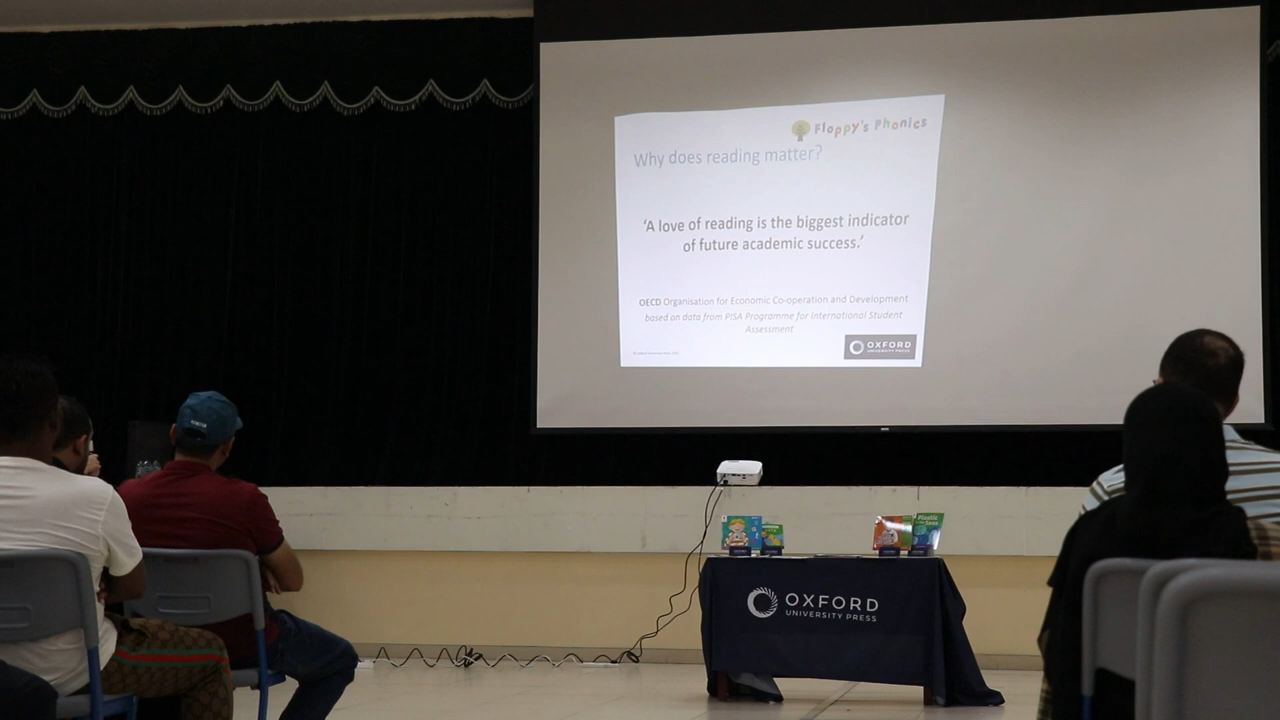 Floppy's Phonics
Why does reading matter?
'A love of reading is the biggest indicator
of future academic success.'
OECD Organisation for Economic Co-operation and Development
based on data from PISA Programme for International Student
Assessment
OXFORD
UNIVERSITY PRESS
Plastic
Seas
OXFORD
UNIVERSITY PRESS